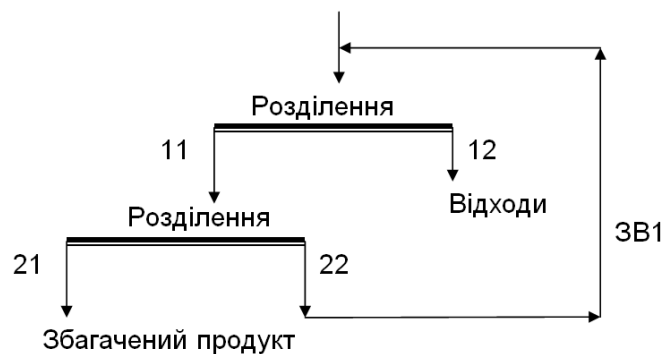 Розділення
11
12
Відходи
Розділення
ЗВ1
21
22
Збагачений продукт